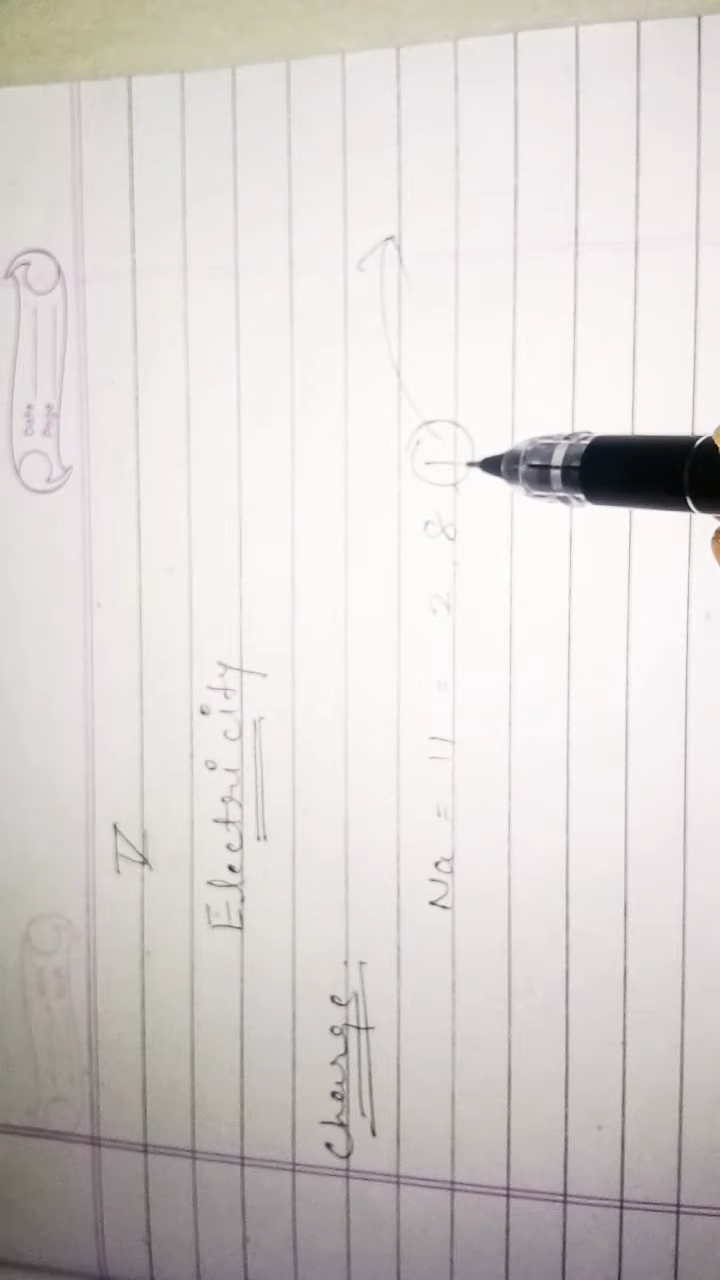 Date
Page
V
Electricity
Charge
Na = 11 = 2 8 1